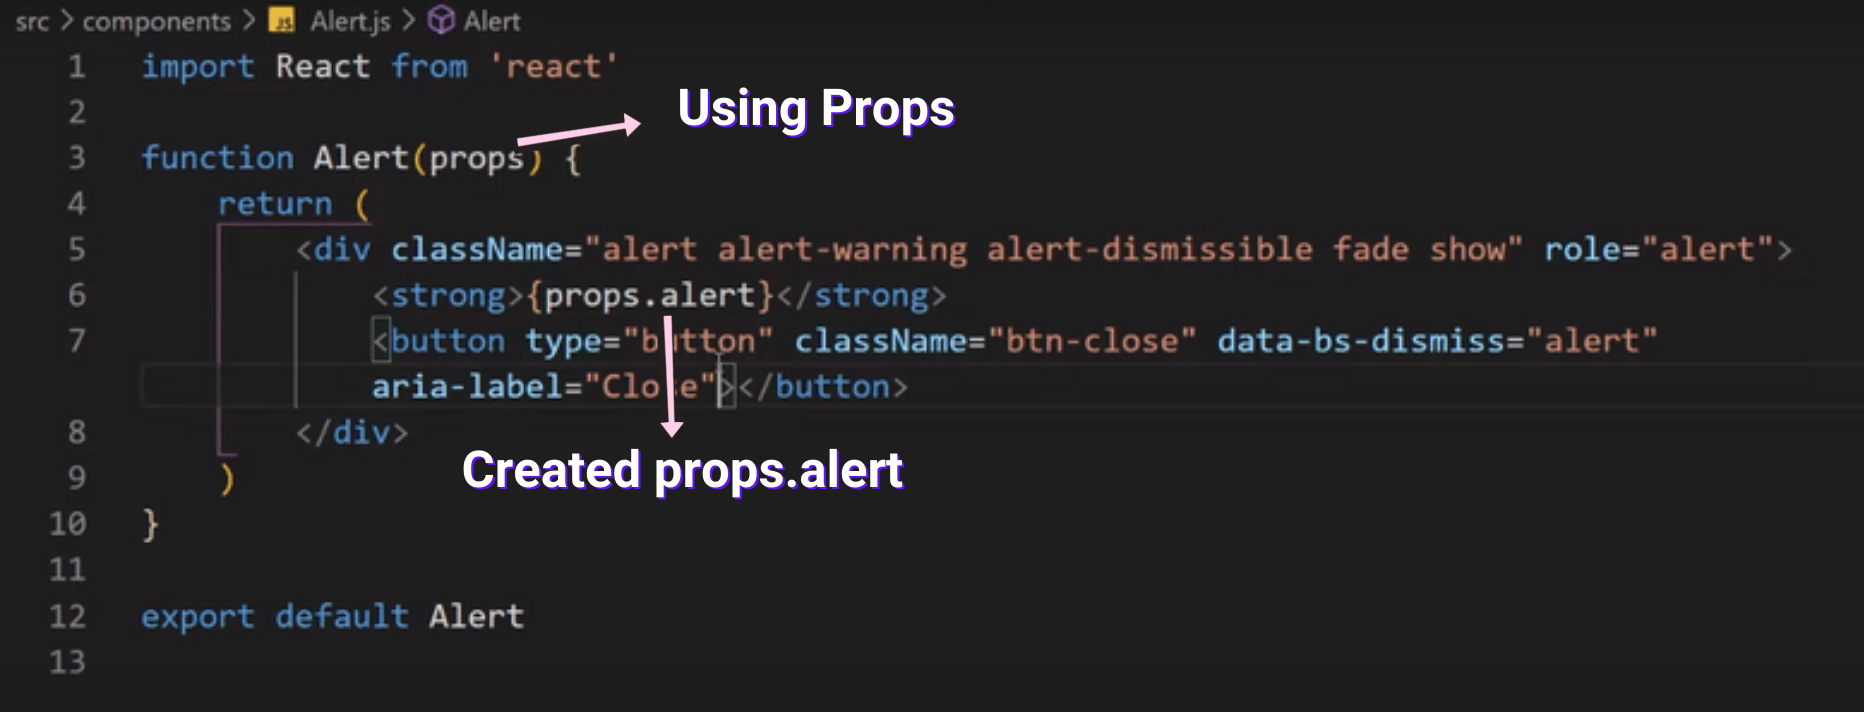 src > components > JS Alert.js > Alert
1 import React from 'react'
Using Props
2
3 function Alert(props) {
4 return (
5 <div className="alert alert-warning alert-dismissible fade show" role="alert">
6 <strong>{props.alert}</strong>
7 <button type="button" className="btn-close" data-bs-dismiss="alert"
aria-label="Close"></button>
8 </div>
Created props.alert
9 )
10 }
11
12 export default Alert
13